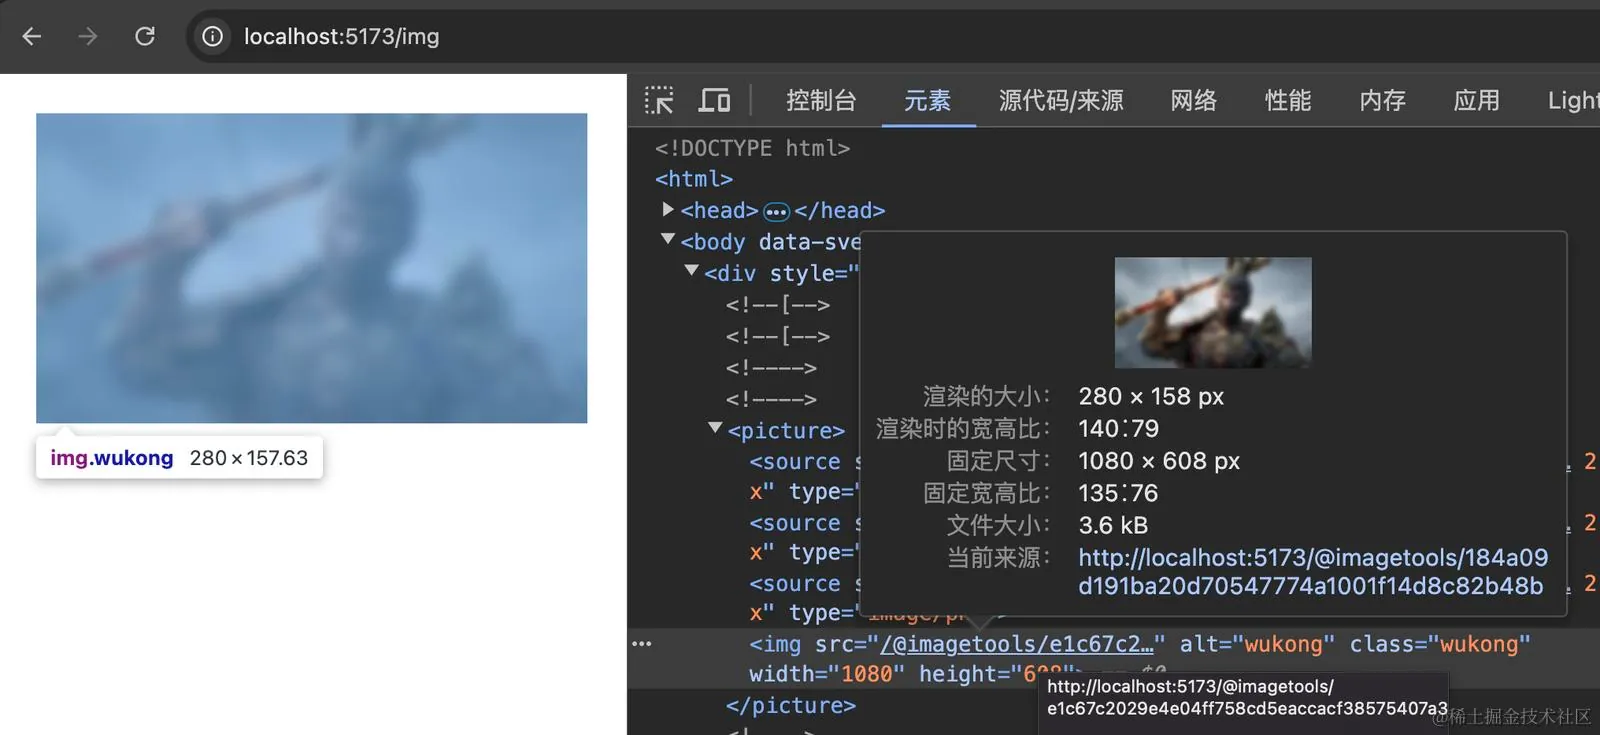 localhost:5173/img
控制台 元素 源代码/来源 网络 性能 内存 应用 Light
<!DOCTYPE html>
<html>
<head> ••• </head>
<body data-sve
<div style="
<!--[-->
<!--[-->
<!---->
<!---->
<picture>
<source s
2
x" type="
<source s
2
x" type="
<source s
2
x" type="image/p
渲染的大小： 280 × 158 px
渲染时的宽高比： 140∶79
固定尺寸： 1080 × 608 px
固定宽高比： 135∶76
文件大小： 3.6 kB
当前来源： http://localhost:5173/@imagetools/184a09
d191ba20d70547774a1001f14d8c82b48b
img.wukong 280×157.63
••• <img src="/@imagetools/e1c67c2…" alt="wukong" class="wukong"
width="1080" height="608"> == $0
http://localhost:5173/@imagetools/
e1c67c2029e4e04ff758cd5eaccacf38575407a3
</picture>
@稀土掘金技术社区